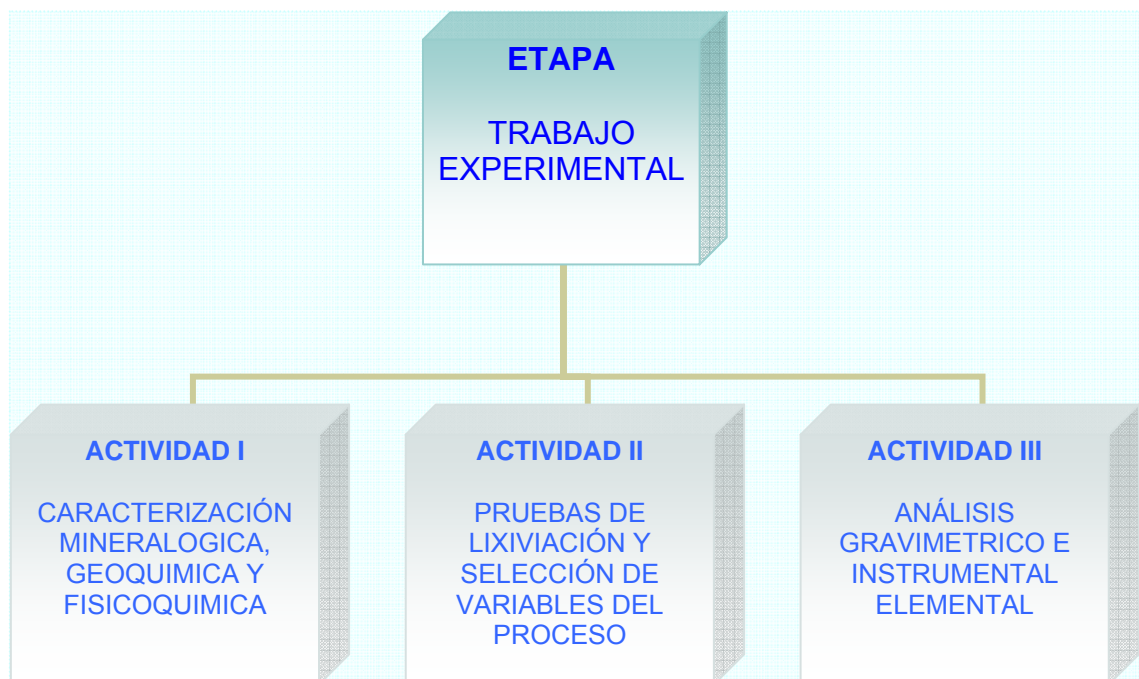 ETAPA
TRABAJO
EXPERIMENTAL
ACTIVIDAD I
CARACTERIZACIÓN
MINERALOGICA,
GEOQUIMICA Y
FISICOQUIMICA
ACTIVIDAD II
PRUEBAS DE
LIXIVIACIÓN Y
SELECCIÓN DE
VARIABLES DEL
PROCESO
ACTIVIDAD III
ANÁLISIS
GRAVIMETRICO E
INSTRUMENTAL
ELEMENTAL